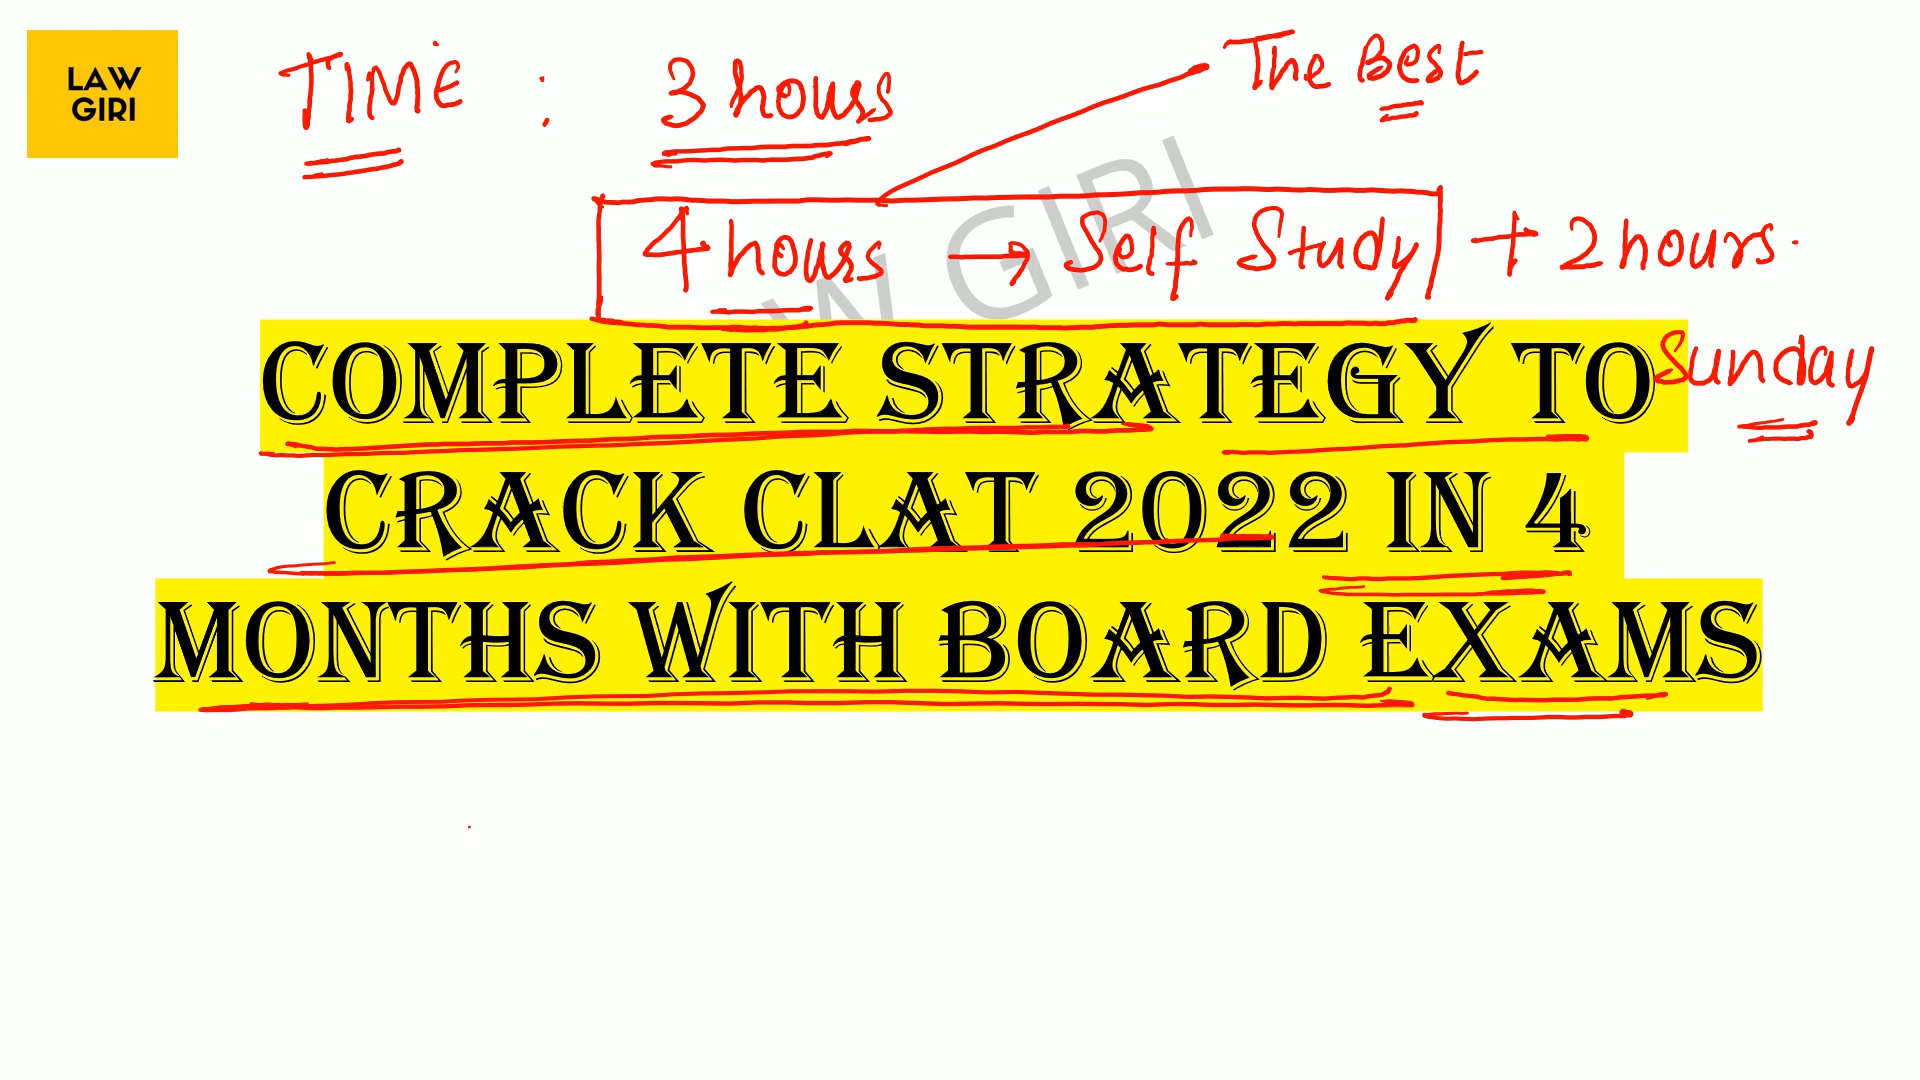 LAW
GIRI
TIME : 3 hours
The Best
4 hours → Self Study + 2 hours.
Sunday
W GIRI
COMPLETE STRATEGY TO
CRACK CLAT 2022 IN 4
MONTHS WITH BOARD EXAMS